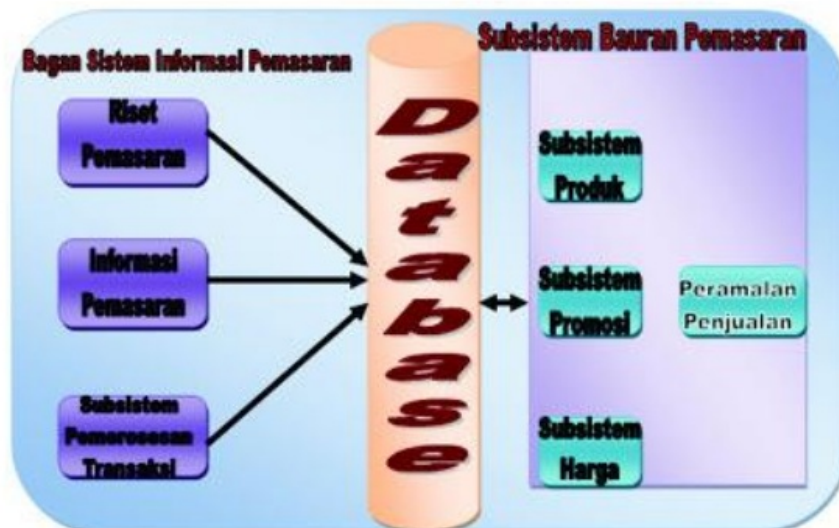 Bagan Sistem Informasi Pemasaran
Riset
Pemasaran
Informasi
Pemasaran
Subsistem
Pemorosesan
Transaksi
Database
Subsistem Bauran Pemasaran
Subsistem
Produk
Subsistem
Promosi
Peramalan
Penjualan
Subsistem
Harga